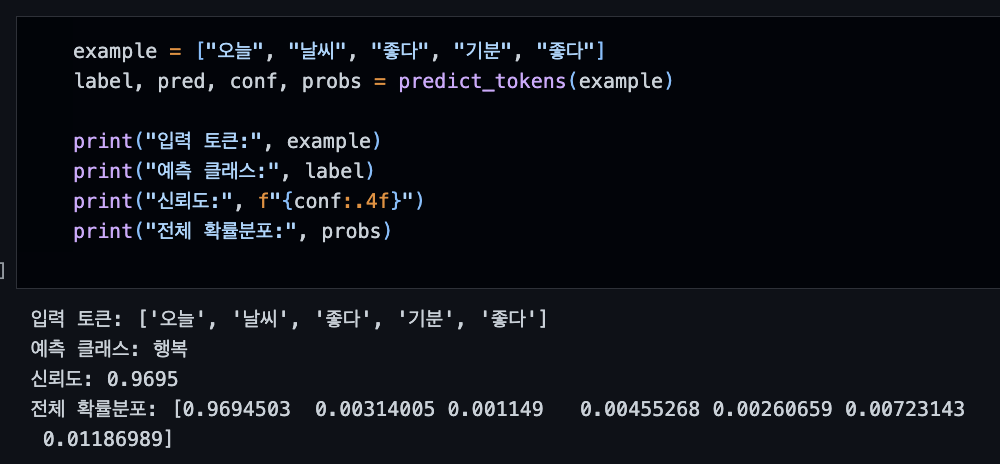 example = ["오늘", "날씨", "좋다", "기분", "좋다"]
label, pred, conf, probs = predict_tokens(example)
print("입력 토큰:", example)
print("예측 클래스:", label)
print("신뢰도:", f"{conf:.4f}")
print("전체 확률분포:", probs)
]
입력 토큰: ['오늘', '날씨', '좋다', '기분', '좋다']
예측 클래스: 행복
신뢰도: 0.9695
전체 확률분포: [0.9694503  0.00314005 0.001149   0.00455268 0.00260659 0.00723143
 0.01186989]